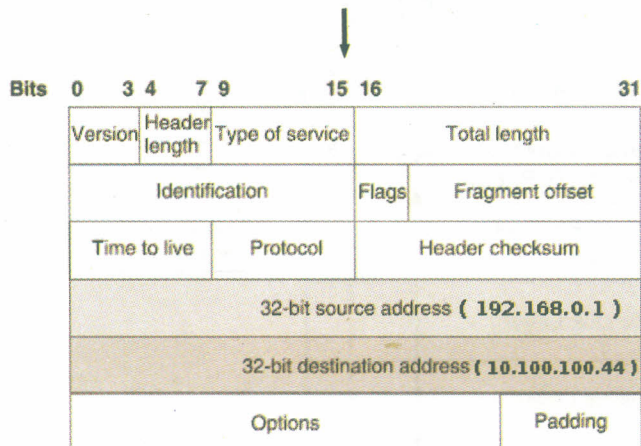 Bits 0 3 4 7 9 15 16 31
Version Header length Type of service Total length
Identification Flags Fragment offset
Time to live Protocol Header checksum
32-bit source address ( 192.168.0.1 )
32-bit destination address ( 10.100.100.44 )
Options Padding